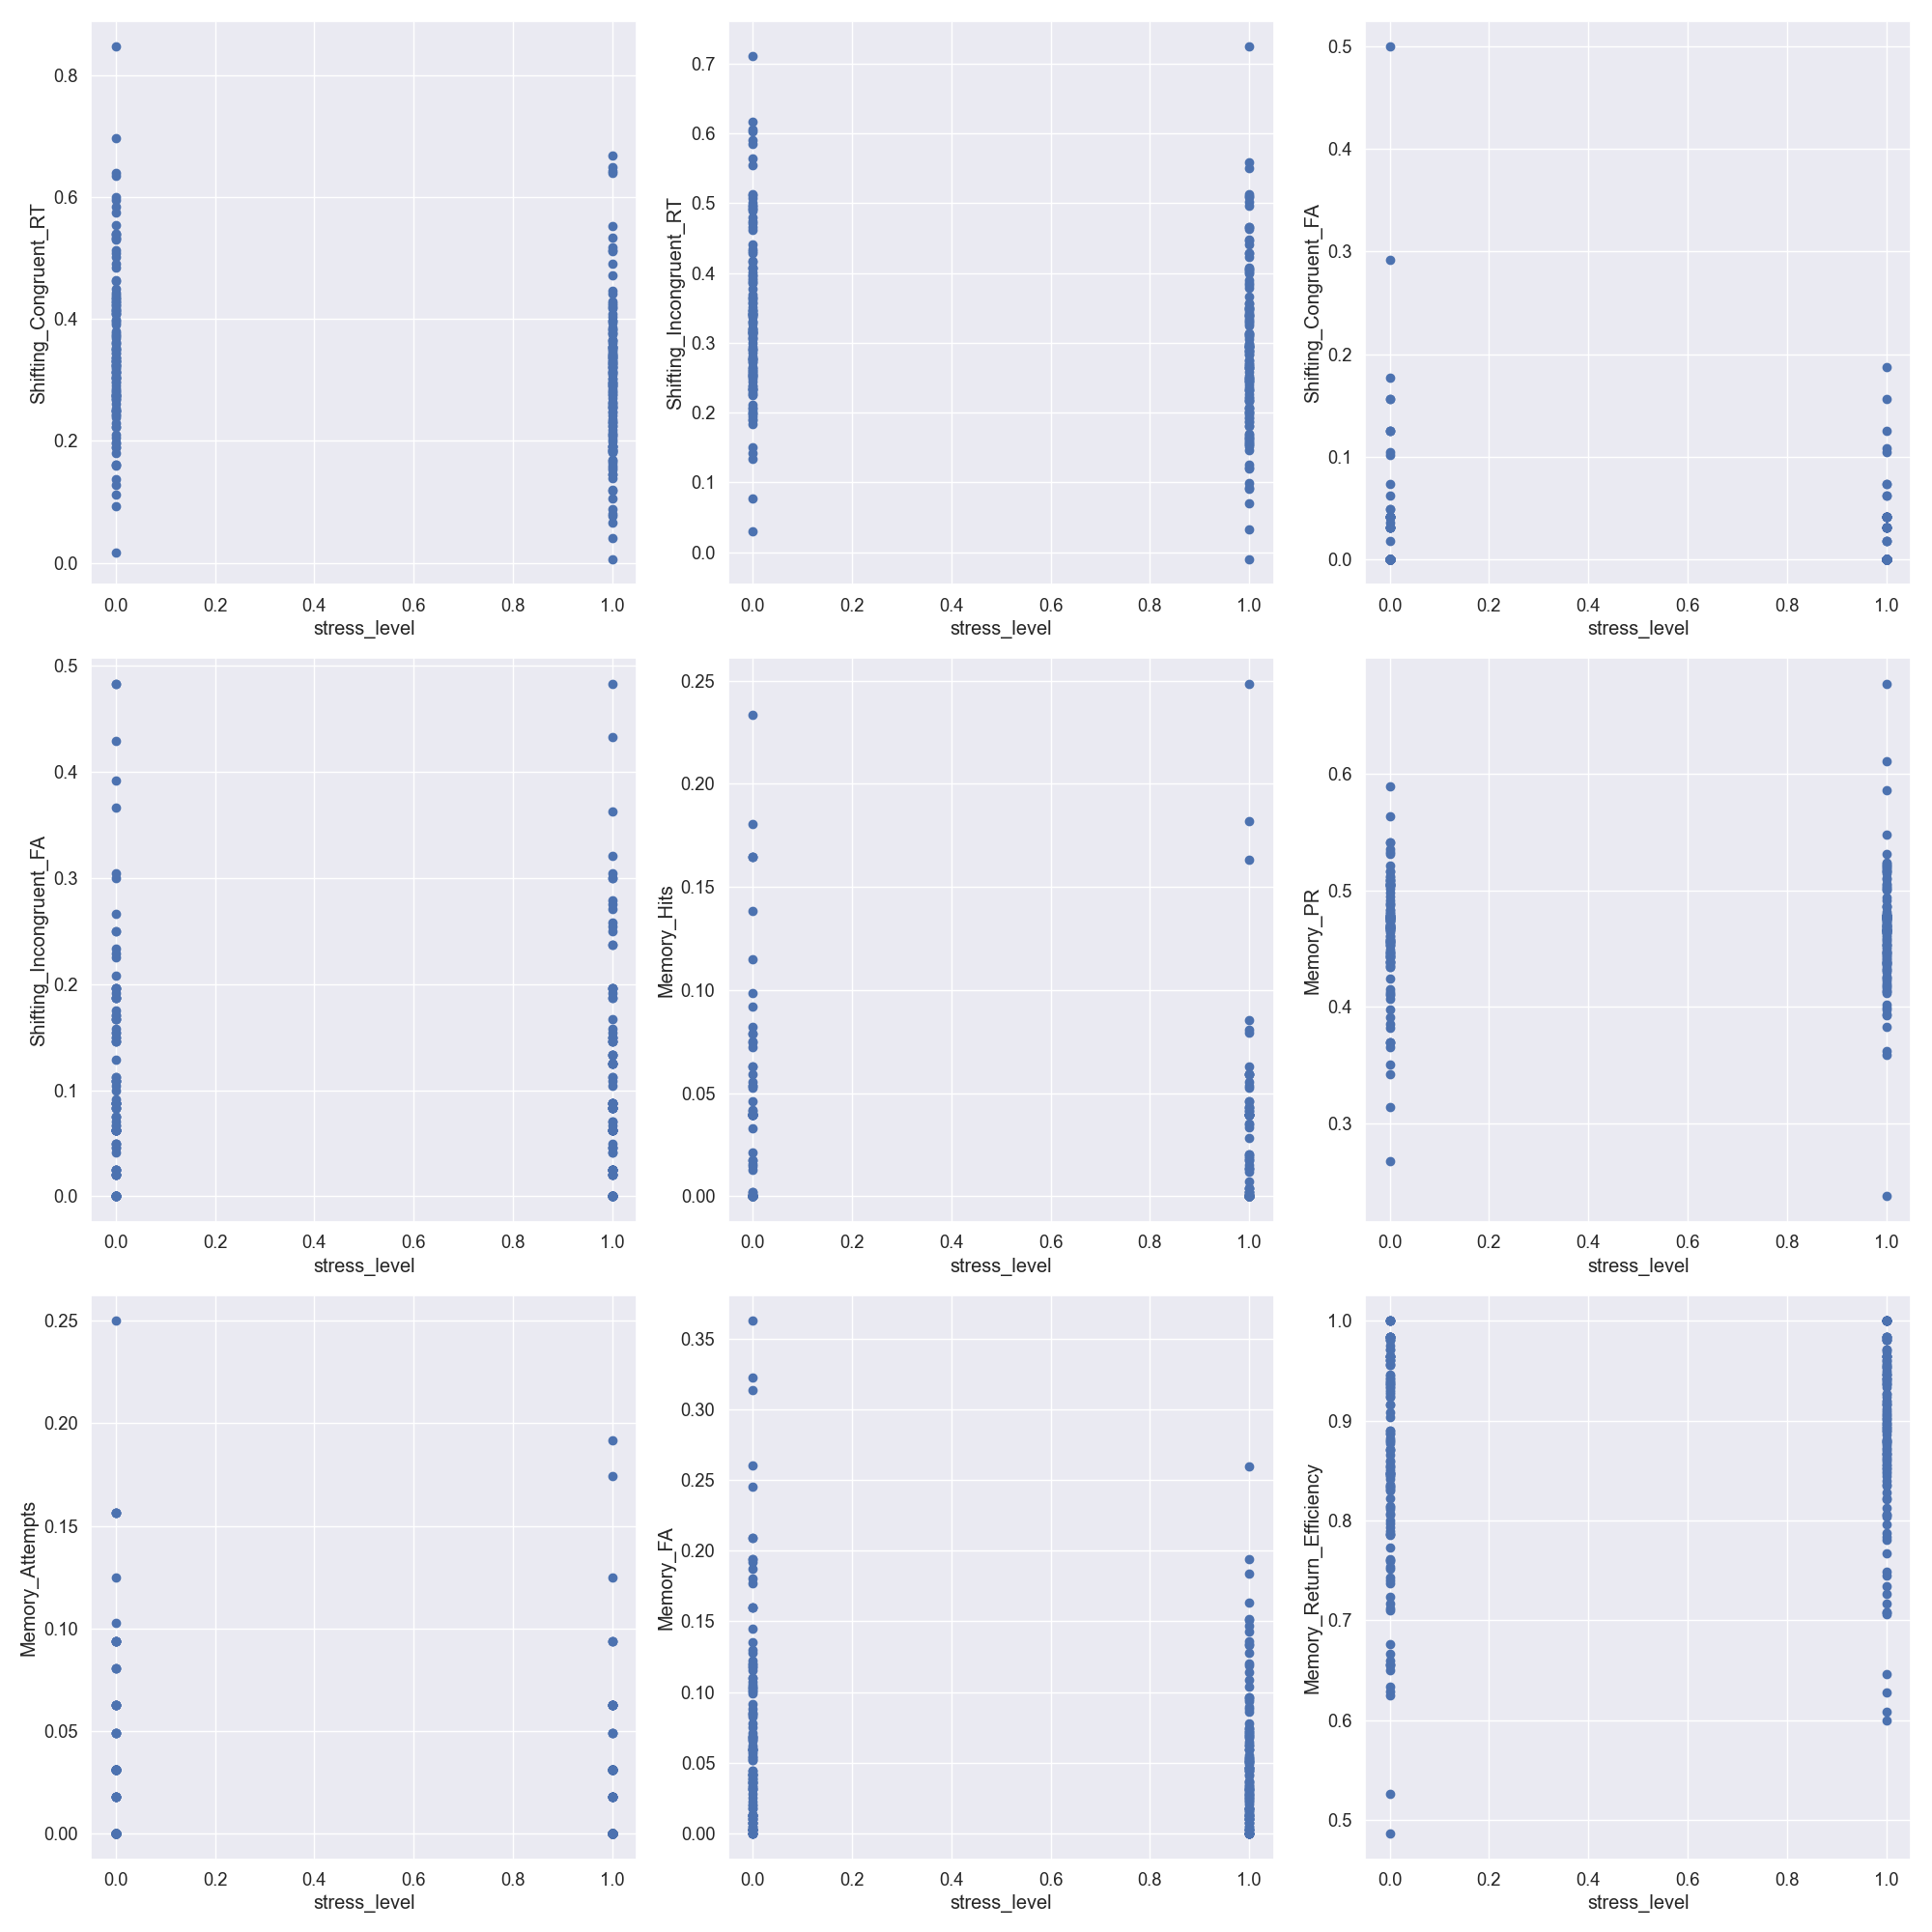 Shifting_Congruent_RT
0.8
0.6
0.4
0.2
0.0
0.0 0.2 0.4 0.6 0.8 1.0
stress_level
Shifting_Incongruent_RT
0.7
0.6
0.5
0.4
0.3
0.2
0.1
0.0
0.0 0.2 0.4 0.6 0.8 1.0
stress_level
Shifting_Congruent_FA
0.5
0.4
0.3
0.2
0.1
0.0
0.0 0.2 0.4 0.6 0.8 1.0
stress_level
Shifting_Incongruent_FA
0.5
0.4
0.3
0.2
0.1
0.0
0.0 0.2 0.4 0.6 0.8 1.0
stress_level
Memory_Hits
0.25
0.20
0.15
0.10
0.05
0.00
0.0 0.2 0.4 0.6 0.8 1.0
stress_level
Memory_PR
0.6
0.5
0.4
0.3
0.0 0.2 0.4 0.6 0.8 1.0
stress_level
Memory_Attempts
0.25
0.20
0.15
0.10
0.05
0.00
0.0 0.2 0.4 0.6 0.8 1.0
stress_level
Memory_FA
0.35
0.30
0.25
0.20
0.15
0.10
0.05
0.00
0.0 0.2 0.4 0.6 0.8 1.0
stress_level
Memory_Return_Efficiency
1.0
0.9
0.8
0.7
0.6
0.5
0.0 0.2 0.4 0.6 0.8 1.0
stress_level